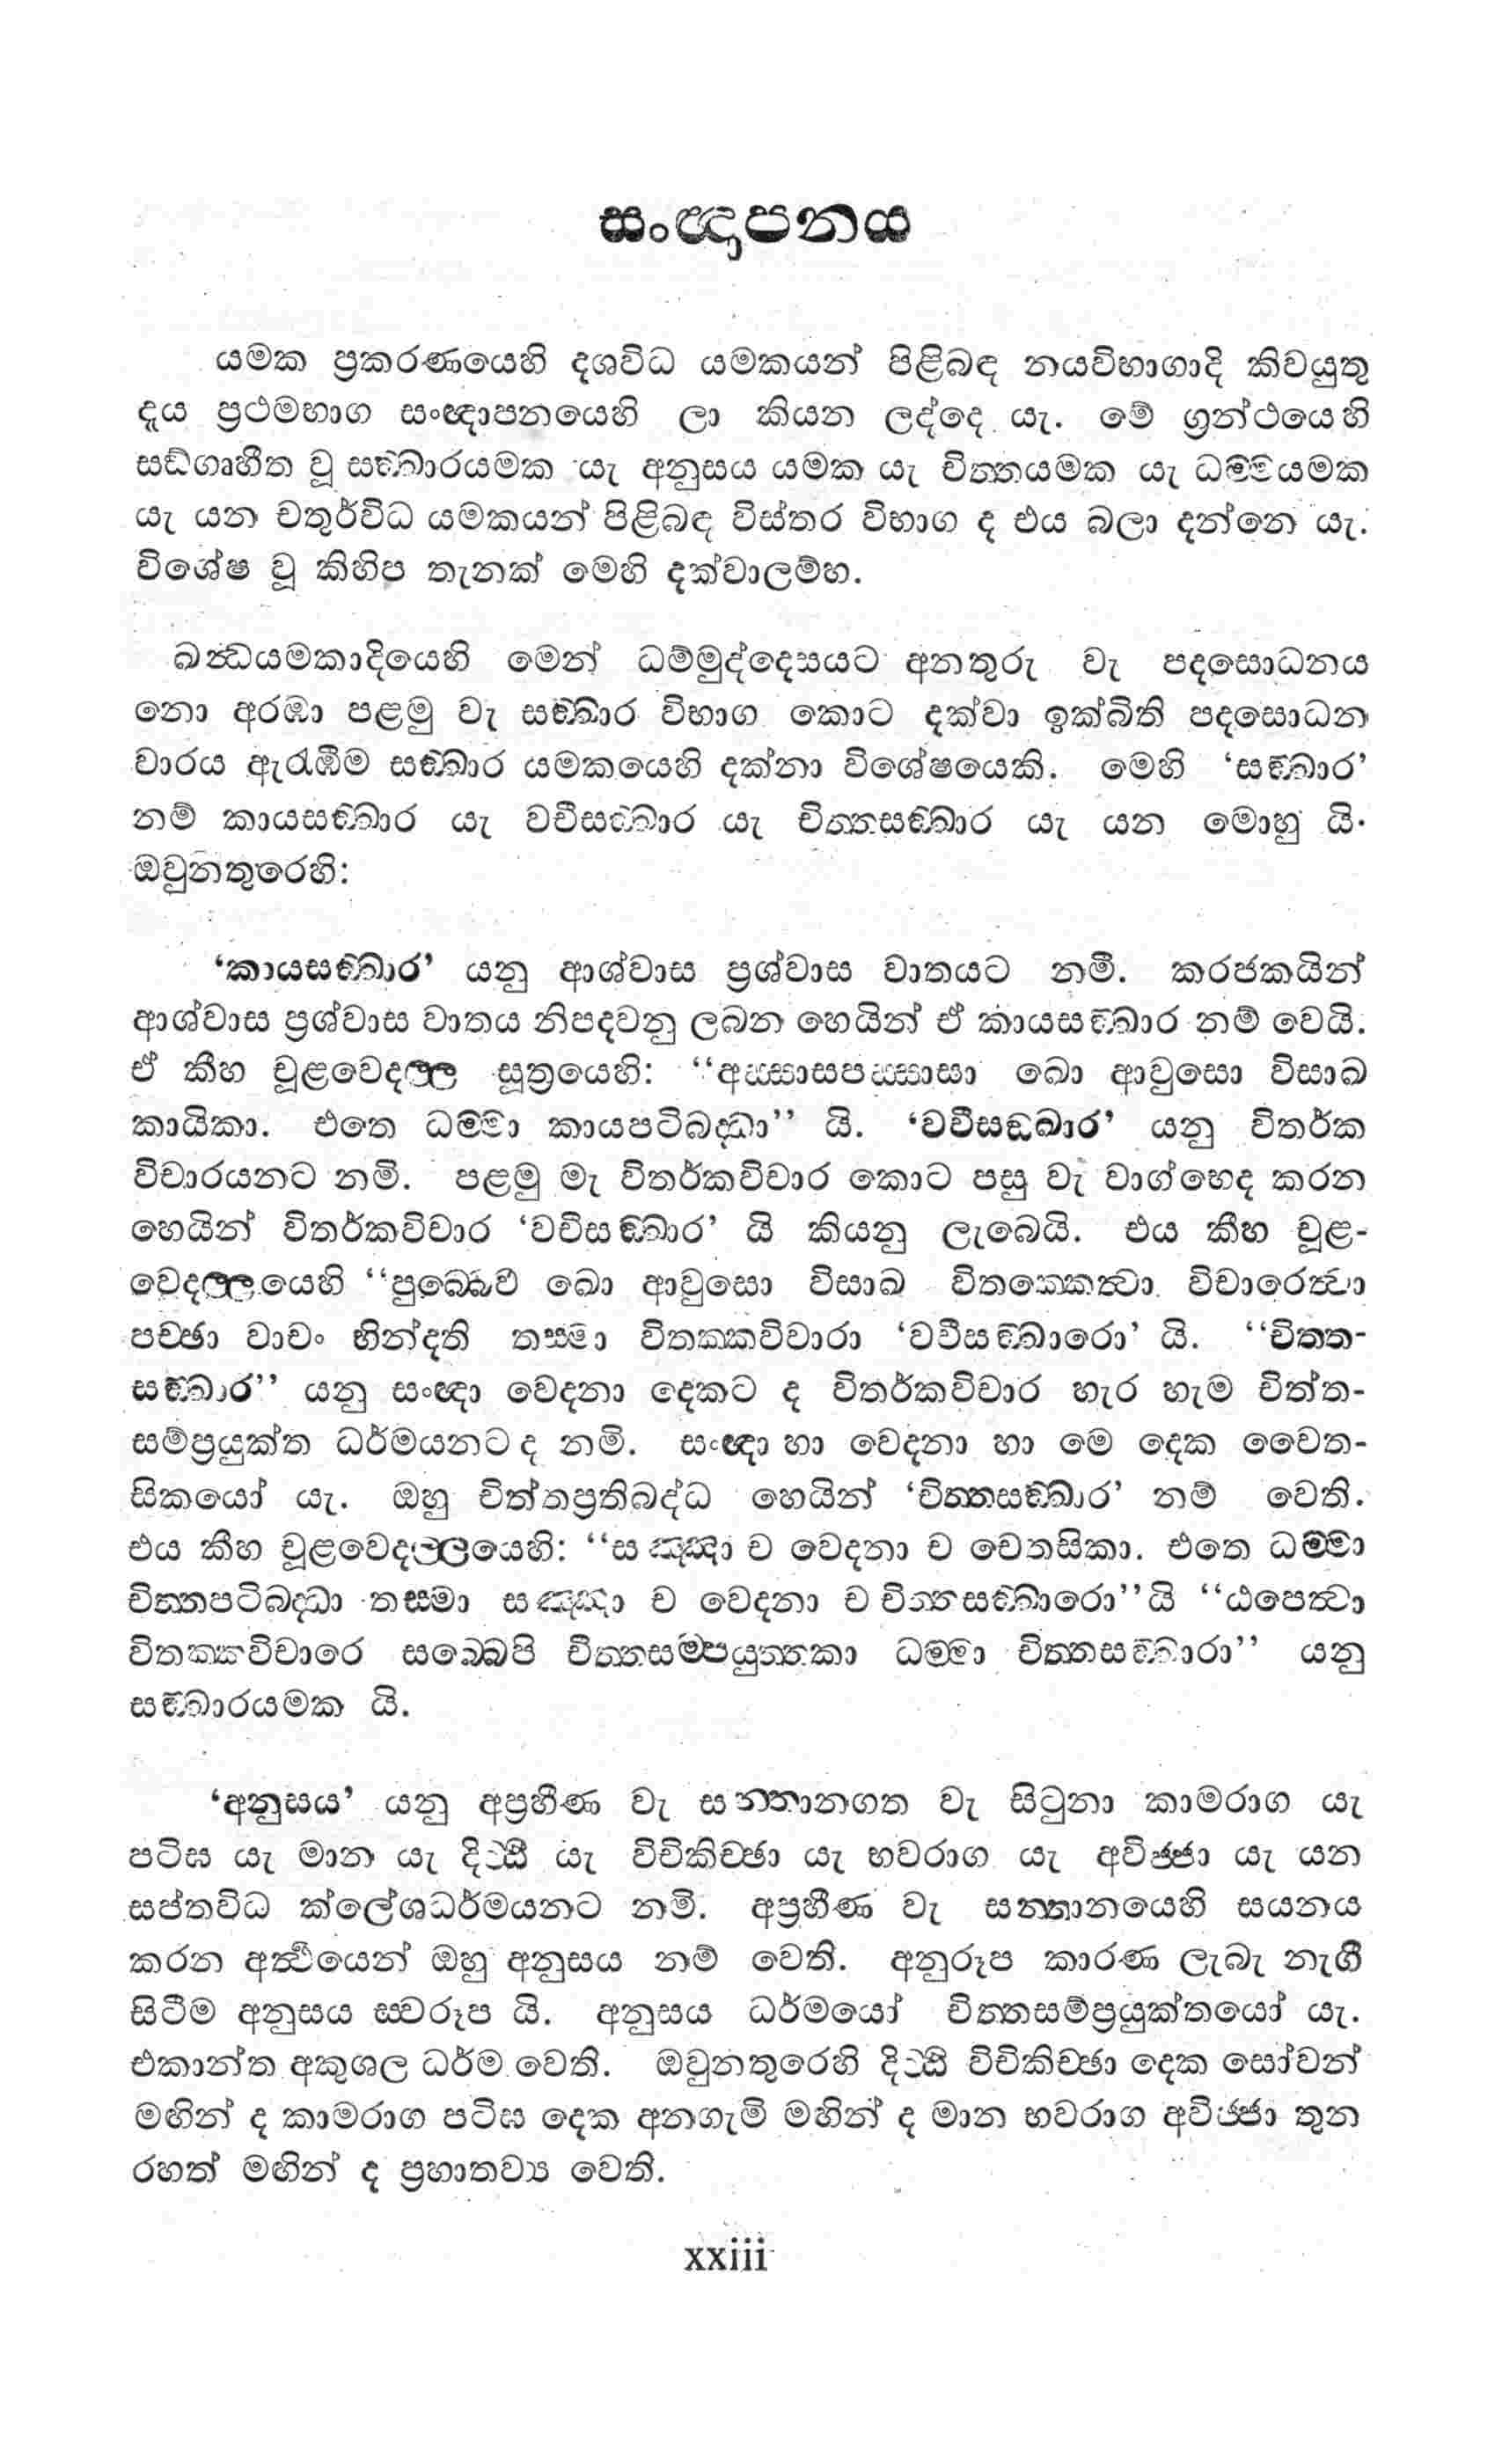 සංඥාපනය
යමක ප්‍රකරණයෙහි දශවිධ යමකයන් පිළිබඳ නයවිභාගාදි කිවයුතු
දෑය ප්‍රථමභාග සංඥාපනයෙහි ලා කියන ලද්දෙ යැ. මේ ග්‍රන්ථයෙහි
සඞ්ගෘහීත වූ සඞ්ඛාරයමක යැ අනුසය යමක යැ චිත්තයමක යැ ධම්මයමක
යැ යන චතුර්විධ යමකයන් පිළිබඳ විස්තර විභාග ද එය බලා දන්නෙ යැ.
විශේෂ වූ කිහිප තැනක් මෙහි දක්වාලම්හ.
ඛන්ධයමකාදියෙහි මෙන් ධම්මුද්දෙසයට අනතුරු වැ පදසොධනය
නො අරඹා පළමු වැ සඞ්ඛාර විභාග කොට දක්වා ඉක්බිති පදසොධන
වාරය ඇරඹීම සඞ්ඛාර යමකයෙහි දක්නා විශේෂයෙකි. මෙහි ‘සඞ්ඛාර’
නම් කායසඞ්ඛාර යැ වචීසඞ්ඛාර යැ චිත්තසඞ්ඛාර යැ යන මොහු යි.
ඔවුනතුරෙහි:
‘කායසඞ්ඛාර’ යනු ආශ්වාස ප්‍රශ්වාස වාතයට නමි. කරජකයින්
ආශ්වාස ප්‍රශ්වාස වාතය නිපදවනු ලබන හෙයින් ඒ කායසඞ්ඛාර නම් වෙයි.
ඒ කීහ චූළවෙදල්ල සූත්‍රයෙහි: “අස්සාසපස්සාසා ඛො ආවුසො විසාඛ
කායිකා. එතෙ ධම්මා කායපටිබද්ධා” යි. ‘වචීසඞ්ඛාර’ යනු විතර්ක
විචාරයනට නමි. පළමු මැ විතර්කවිචාර කොට පසු වැ වාග්භෙද කරන
හෙයින් විතර්කවිචාර ‘වචිසඞ්ඛාර’ යි කියනු ලැබෙයි. එය කීහ චූළ-
වෙදල්ලයෙහි “පුබ්බෙව ඛො ආවුසො විසාඛ විතක්කෙත්වා විචාරෙත්වා
පච්ඡා වාචං භින්දති තස්මා විතක්කවිචාරා ‘වචීසඞ්ඛාරො’ යි. “චිත්ත-
සඞ්ඛාර” යනු සංඥා වෙදනා දෙකට ද විතර්කවිචාර හැර හැම චිත්ත-
සම්ප්‍රයුක්ත ධර්මයනට ද නමි. සංඥා හා වෙදනා හා මෙ දෙක චෛත-
සිකයෝ යැ. ඔහු චිත්තප්‍රතිබද්ධ හෙයින් ‘චිත්තසඞ්ඛාර’ නම් වෙති.
එය කීහ චූළවෙදල්ලයෙහි: “සඤ්ඤා ච වෙදනා ච චෙතසිකා. එතෙ ධම්මා
චිත්තපටිබද්ධා තස්මා සඤ්ඤා ච වෙදනා ච චිත්තසඞ්ඛාරො” යි “ඨපෙත්වා
විතක්කවිචාරෙ සබ්බෙපි චිත්තසම්පයුත්තකා ධම්මා චිත්තසඞ්ඛාරා” යනු
සඞ්ඛාරයමක යි.
‘අනුසය’ යනු අප්‍රහීණ වැ සන්තානගත වැ සිටුනා කාමරාග යැ
පටිඝ යැ මාන යැ දිට්ඨි යැ විචිකිච්ඡා යැ භවරාග යැ අවිජ්ජා යැ යන
සප්තවිධ ක්ලේශධර්මයනට නමි. අප්‍රහීණ වැ සන්තානයෙහි සයනය
කරන අර්ත්‍ථයෙන් ඔහු අනුසය නම් වෙති. අනුරූප කාරණ ලැබැ නැගී
සිටීම අනුසය ස්වරූප යි. අනුසය ධර්මයෝ චිත්තසම්ප්‍රයුක්තයෝ යැ.
එකාන්ත අකුශල ධර්ම වෙති. ඔවුනතුරෙහි දිට්ඨි විචිකිච්ඡා දෙක සෝවන්
මඟින් ද කාමරාග පටිඝ දෙක අනගැමි මඟින් ද මාන භවරාග අවිජ්ජා තුන
රහත් මඟින් ද ප්‍රහාතව්‍ය වෙති.
xxiii